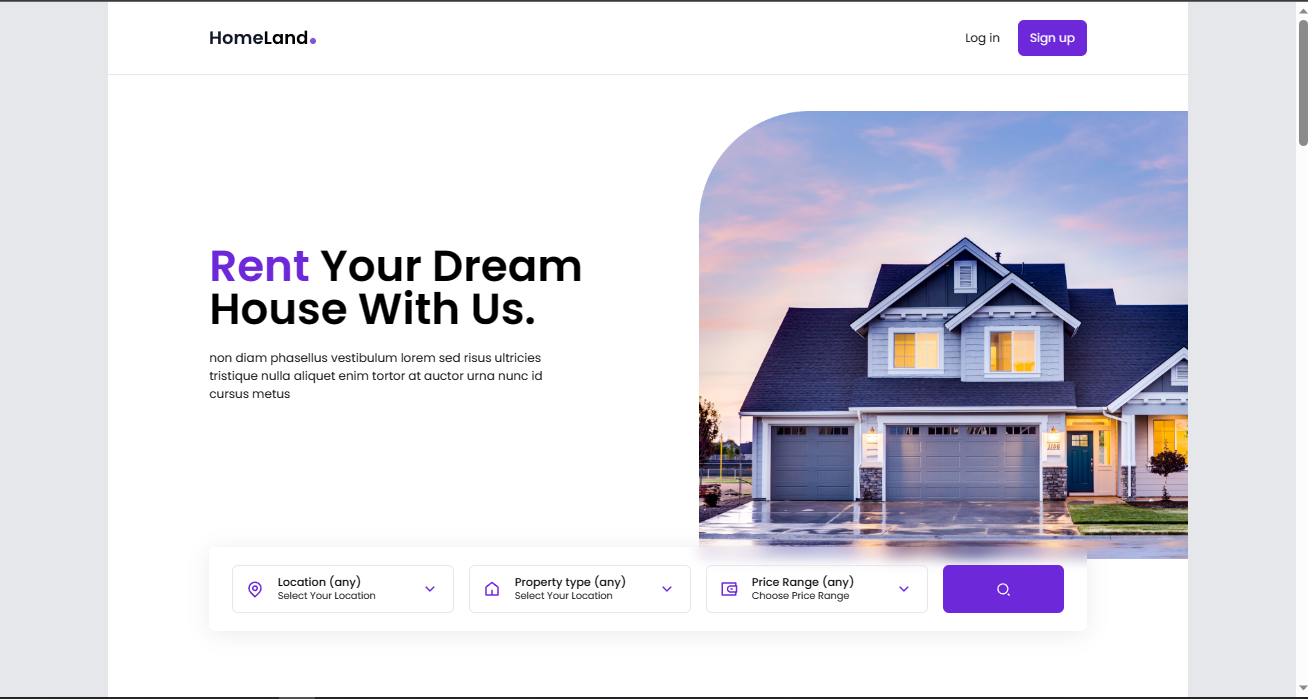 HomeLand.
Log in
Sign up
Rent Your Dream
House With Us.
non diam phasellus vestibulum lorem sed risus ultricies
tristique nulla aliquet enim tortor at auctor urna nunc id
cursus metus
Location (any)
Select Your Location
Property type (any)
Select Your Location
Price Range (any)
Choose Price Range